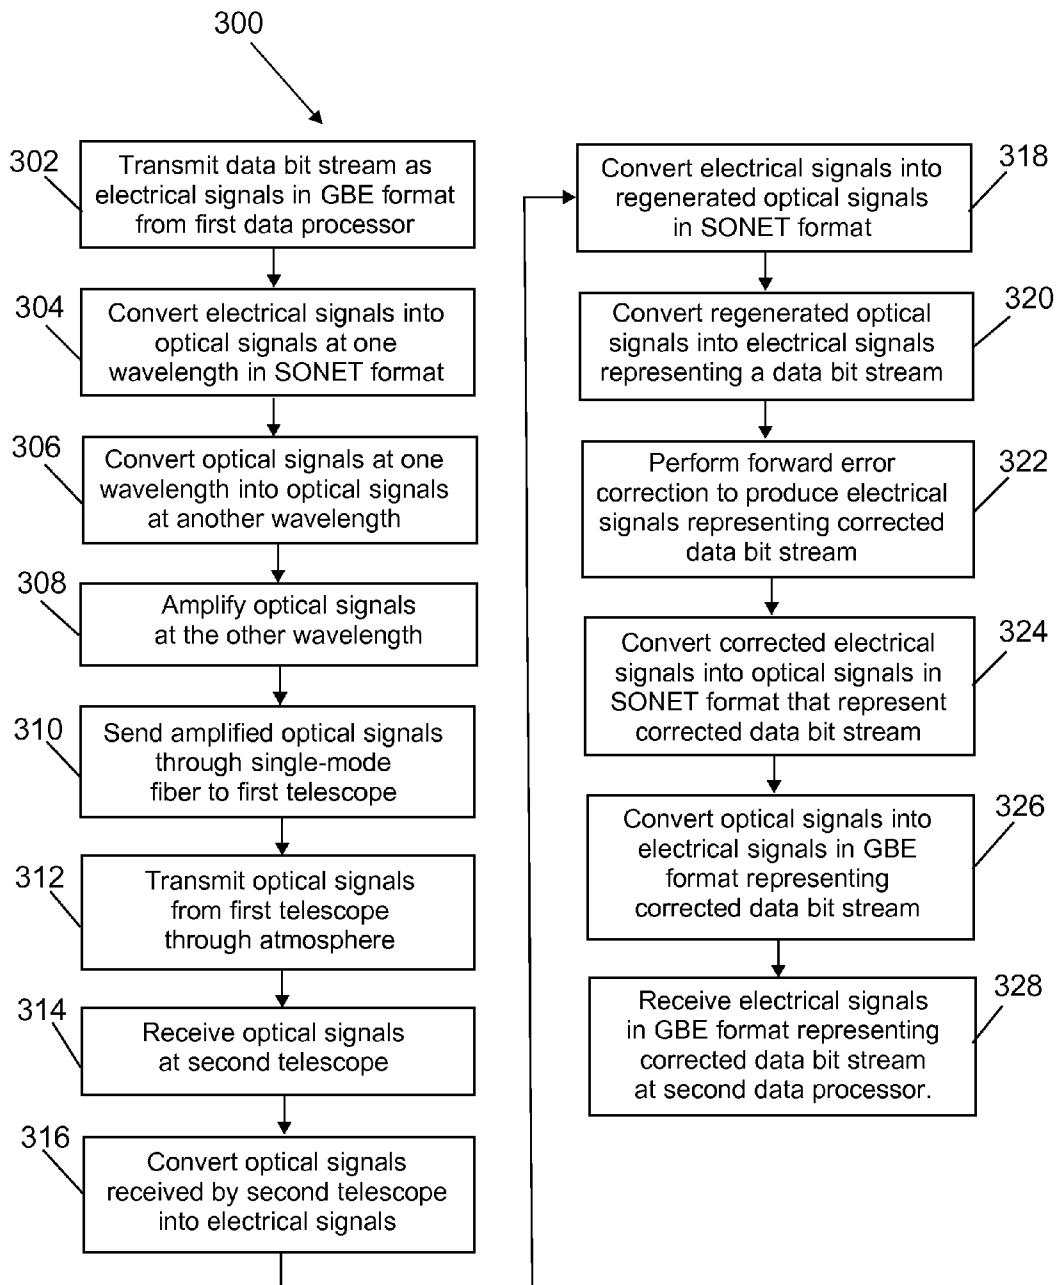 300
302
Transmit data bit stream as
electrical signals in GBE format
from first data processor
304
Convert electrical signals into
optical signals at one
wavelength in SONET format
306
Convert optical signals at one
wavelength into optical signals
at another wavelength
308
Amplify optical signals
at the other wavelength
310
Send amplified optical signals
through single-mode
fiber to first telescope
312
Transmit optical signals
from first telescope
through atmosphere
314
Receive optical signals
at second telescope
316
Convert optical signals
received by second telescope
into electrical signals
318
Convert electrical signals into
regenerated optical signals
in SONET format
320
Convert regenerated optical
signals into electrical signals
representing a data bit stream
322
Perform forward error
correction to produce electrical
signals representing corrected
data bit stream
324
Convert corrected electrical
signals into optical signals in
SONET format that represent
corrected data bit stream
326
Convert optical signals into
electrical signals in GBE
format representing
corrected data bit stream
328
Receive electrical signals
in GBE format representing
corrected data bit stream
at second data processor.